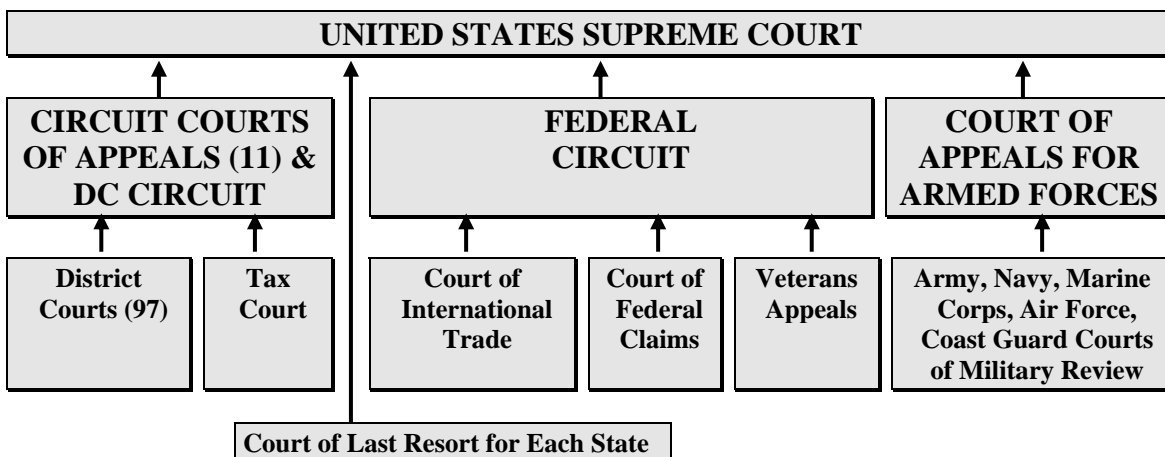 UNITED STATES SUPREME COURT
CIRCUIT COURTS
OF APPEALS (11) &
DC CIRCUIT
FEDERAL
CIRCUIT
COURT OF
APPEALS FOR
ARMED FORCES
District
Courts (97)
Tax
Court
Court of
International
Trade
Court of
Federal
Claims
Veterans
Appeals
Army, Navy, Marine
Corps, Air Force,
Coast Guard Courts
of Military Review
Court of Last Resort for Each State